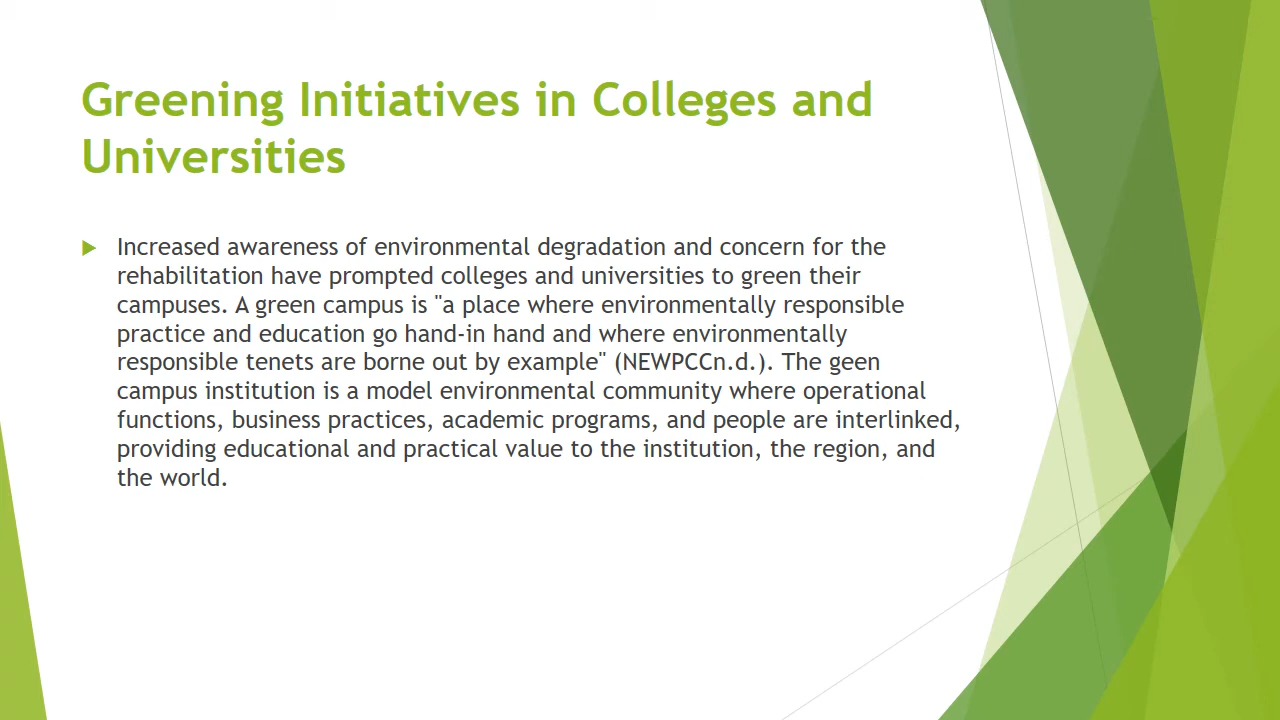 Greening Initiatives in Colleges and
Universities
Increased awareness of environmental degradation and concern for the
rehabilitation have prompted colleges and universities to green their
campuses. A green campus is "a place where environmentally responsible
practice and education go hand-in hand and where environmentally
responsible tenets are borne out by example" (NEWPCCn.d.). The geen
campus institution is a model environmental community where operational
functions, business practices, academic programs, and people are interlinked,
providing educational and practical value to the institution, the region, and
the world.